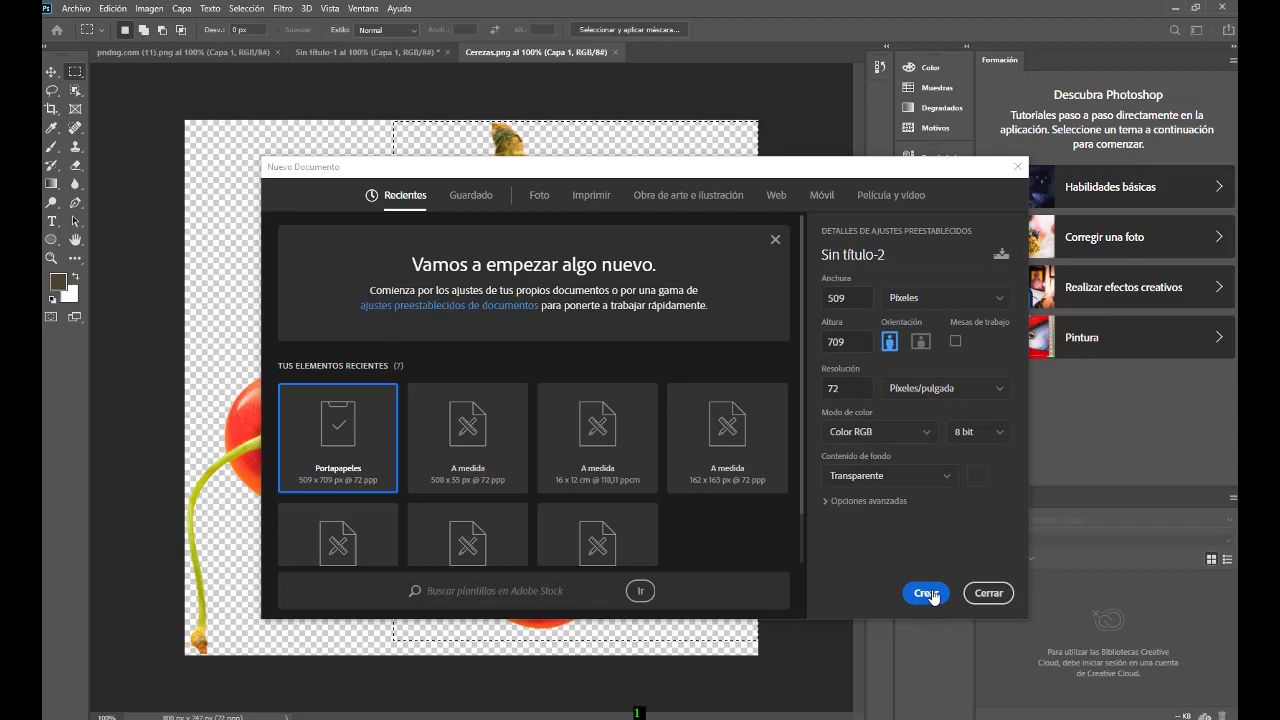 Ps Archivo Edición Imagen Capa Texto Selección Filtro 3D Vista Ventana Ayuda
Desv.: 0 px Suavizar Estilo: Normal Anch.: Alt.: Seleccionar y aplicar máscara...
pndng.com (11).png al 100% (Capa 1, RGB/8#) × Sin título-1 al 100% (Capa 1, RGB/8#) * × Cerezas.png al 100% (Capa 1, RGB/8#) ×
Color
Muestras
Degradados
Motivos
Formación
Descubra Photoshop
Tutoriales paso a paso directamente en la
aplicación. Seleccione un tema a continuación
para comenzar.
Habilidades básicas
Corregir una foto
Realizar efectos creativos
Pintura
Nuevo Documento
Recientes Guardado Foto Imprimir Obra de arte e ilustración Web Móvil Película y vídeo
Vamos a empezar algo nuevo.
Comienza por los ajustes de tus propios documentos o por una gama de
ajustes preestablecidos de documentos para ponerte a trabajar rápidamente.
TUS ELEMENTOS RECIENTES (7)
Portapapeles
509 x 709 px @ 72 ppp
A medida
508 x 55 px @ 72 ppp
A medida
16 x 12 cm @ 118,11 ppcm
A medida
162 x 163 px @ 72 ppp
Buscar plantillas en Adobe Stock Ir
DETALLES DE AJUSTES PREESTABLECIDOS
Sin título-2
Anchura
509 Píxeles
Altura Orientación Mesas de trabajo
709
Resolución
72 Píxeles/pulgada
Modo de color
Color RGB 8 bit
Contenido de fondo
Transparente
Opciones avanzadas
Crear Cerrar
Para utilizar las Bibliotecas Creative
Cloud, debe iniciar sesión en una cuenta
de Creative Cloud.
-- KB
100% 800 px x 747 px (72 ppp)
1